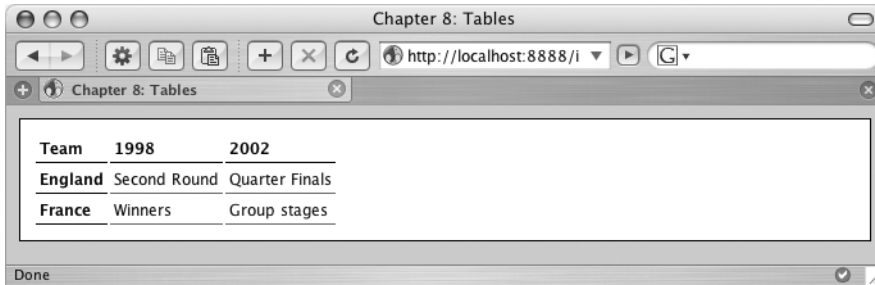 Chapter 8: Tables
http://localhost:8888/i
G
Chapter 8: Tables
Team 1998 2002
England Second Round Quarter Finals
France Winners Group stages
Done